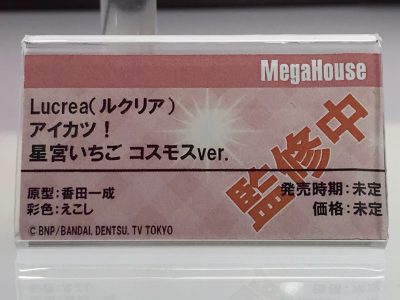 MegaHouse
Lucrea(ルクリア)
アイカツ！
星宮いちご コスモスver.
監修中
原型:香田一成
発売時期:未定
彩色:えこし
価格:未定
©BNP/BANDAI, DENTSU, TV TOKYO